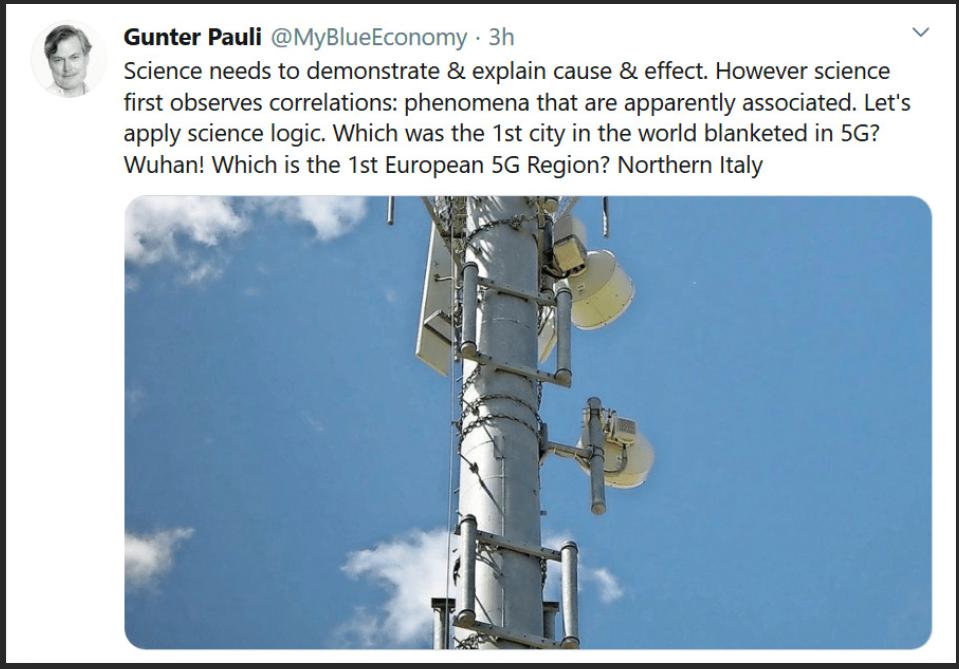 Gunter Pauli @MyBlueEconomy · 3h
Science needs to demonstrate & explain cause & effect. However science
first observes correlations: phenomena that are apparently associated. Let's
apply science logic. Which was the 1st city in the world blanketed in 5G?
Wuhan! Which is the 1st European 5G Region? Northern Italy